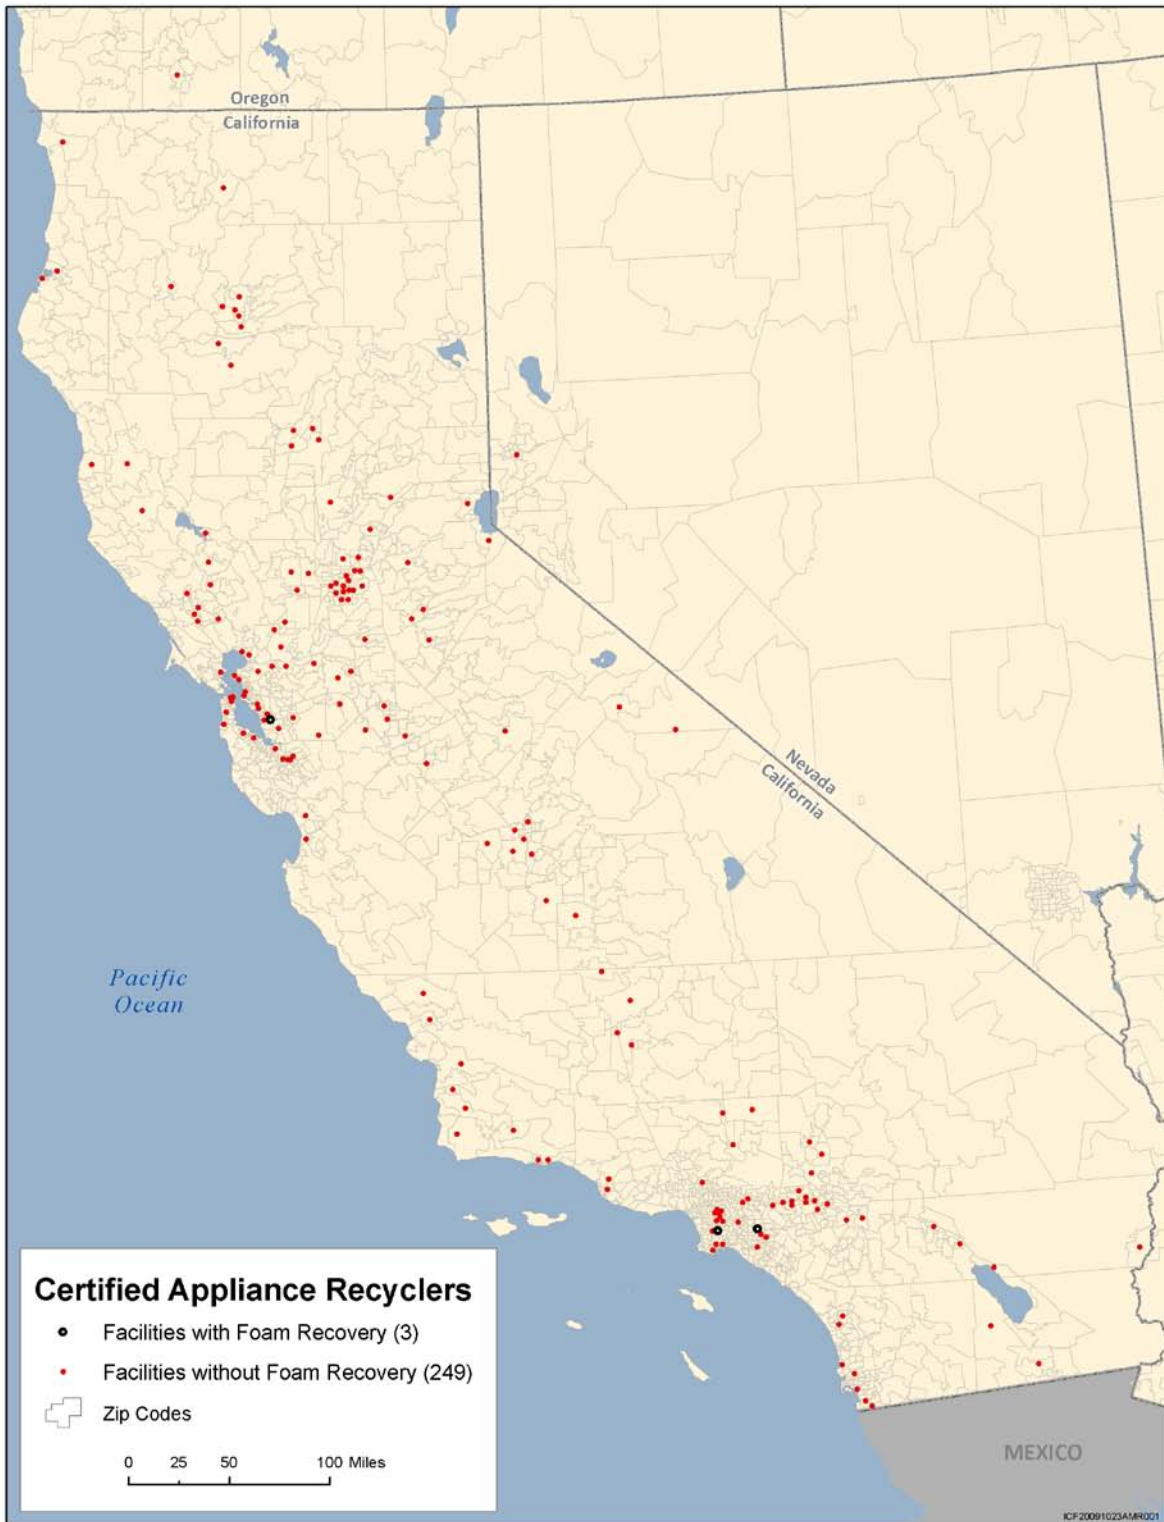 Oregon
California
Nevada
California
Pacific
Ocean
Certified Appliance Recyclers
Facilities with Foam Recovery (3)
Facilities without Foam Recovery (249)
Zip Codes
0 25 50 100 Miles
MEXICO
ICF20091023AMR001